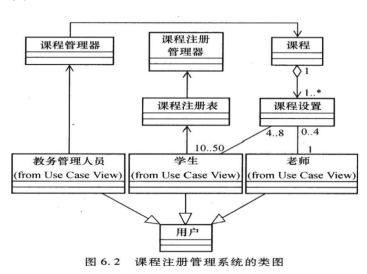 课程管理器
课程注册
管理器
课程
1
1..*
课程注册表
课程设置
10..50
4..8
0..4
1
教务管理人员
(from Use Case View)
学生
(from Use Case View)
老师
(from Use Case View)
用户
图 6.2 课程注册管理系统的类图